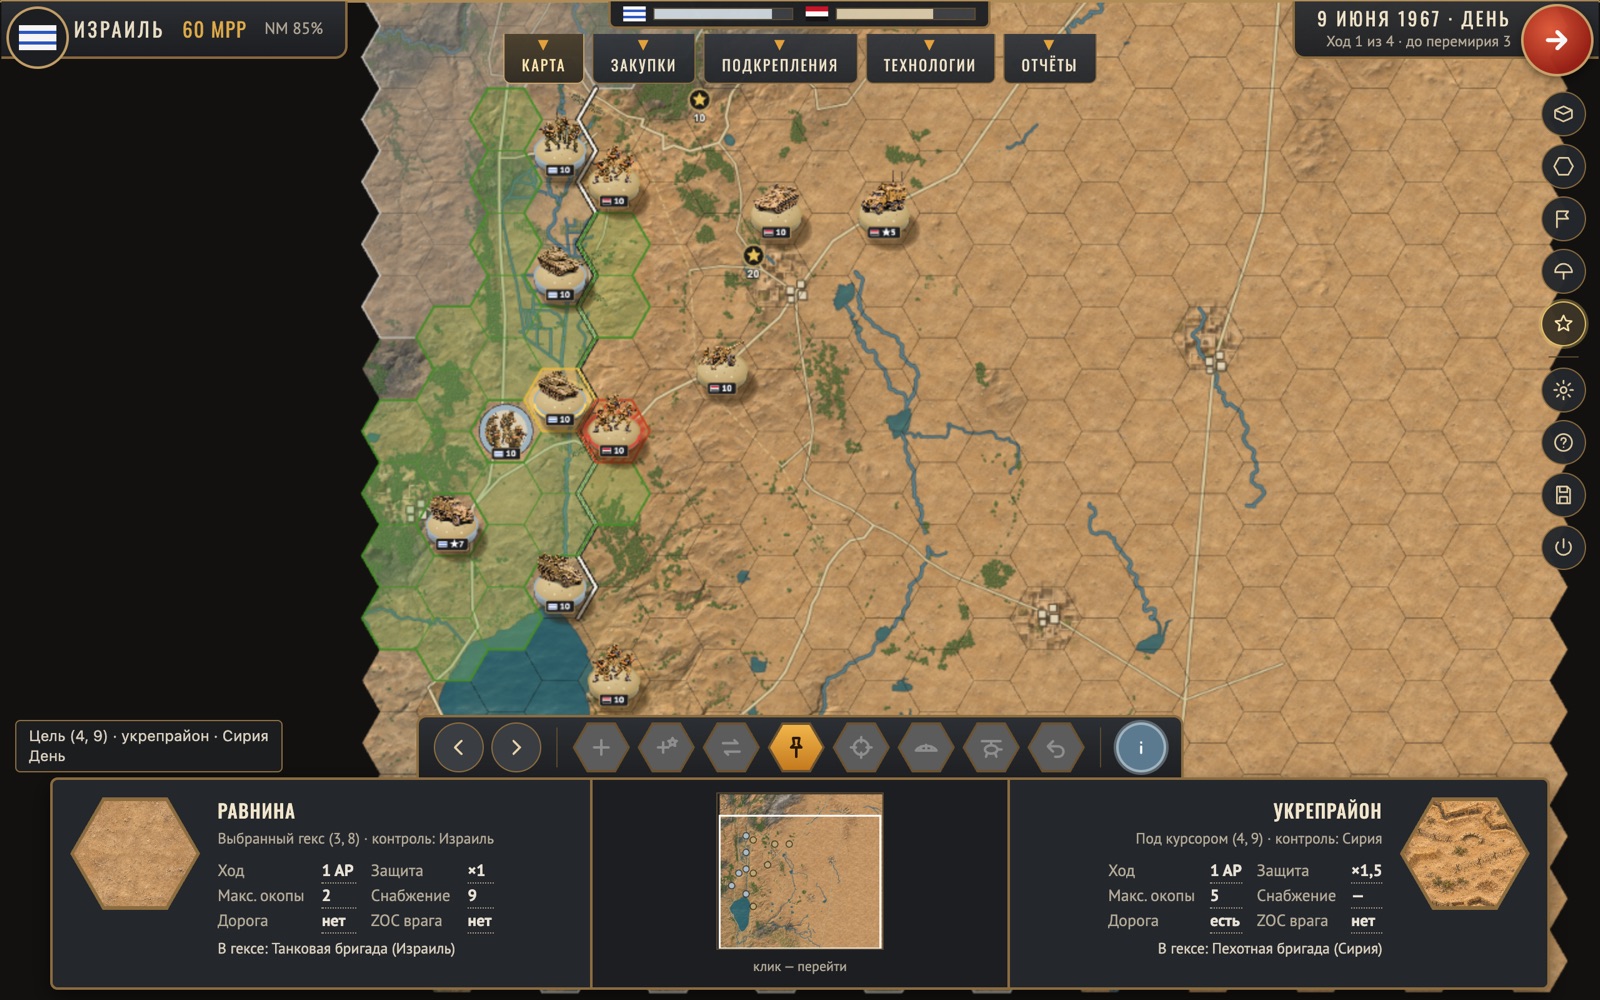 ИЗРАИЛЬ 60 MPP NM 85%
9 ИЮНЯ 1967 · ДЕНЬ
Ход 1 из 4 · до перемирия 3
КАРТА
ЗАКУПКИ
ПОДКРЕПЛЕНИЯ
ТЕХНОЛОГИИ
ОТЧЁТЫ
10
10
10
10
★5
20
10
10
10
10
10
★7
10
10
Цель (4, 9) · укрепрайон · Сирия
День
i
РАВНИНА
Выбранный гекс (3, 8) · контроль: Израиль
Ход 1 AP Защита ×1
Макс. окопы 2 Снабжение 9
Дорога нет ZOC врага нет
В гексе: Танковая бригада (Израиль)
клик — перейти
УКРЕПРАЙОН
Под курсором (4, 9) · контроль: Сирия
Ход 1 AP Защита ×1,5
Макс. окопы 5 Снабжение —
Дорога есть ZOC врага нет
В гексе: Пехотная бригада (Сирия)